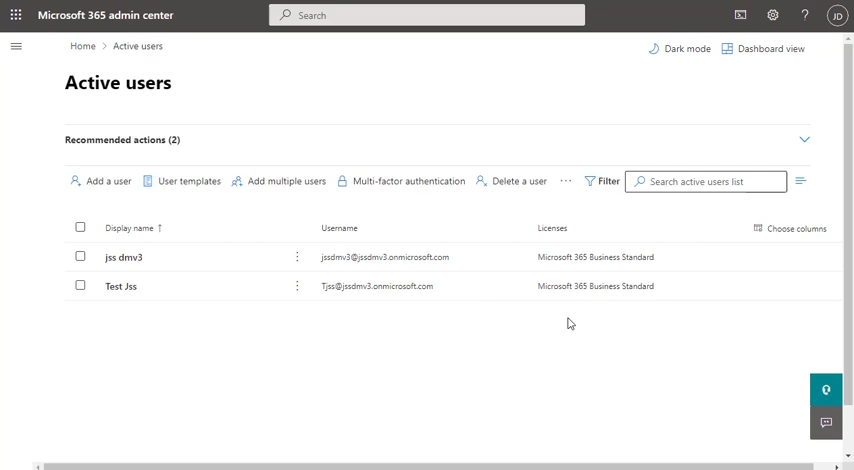 Microsoft 365 admin center
Search
? JD
Home > Active users
Dark mode Dashboard view
Active users
Recommended actions (2)
Add a user User templates Add multiple users Multi-factor authentication Delete a user ... Filter Search active users list
Display name ↑ Username Licenses Choose columns
jss dmv3 jssdmv3@jssdmv3.onmicrosoft.com Microsoft 365 Business Standard
Test Jss Tjss@jssdmv3.onmicrosoft.com Microsoft 365 Business Standard